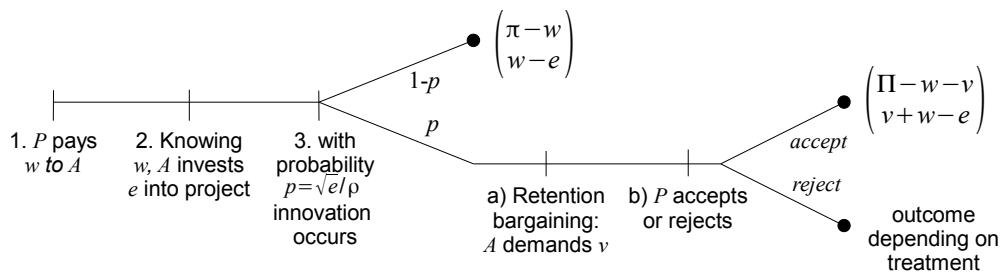 1. P pays
w to A
2. Knowing
w, A invests
e into project
3. with
probability
p=√e/ρ
innovation
occurs
1-p
p
(π−w
w−e)
a) Retention
bargaining:
A demands v
b) P accepts
or rejects
accept
reject
(Π−w−v
v+w−e)
outcome
depending on
treatment